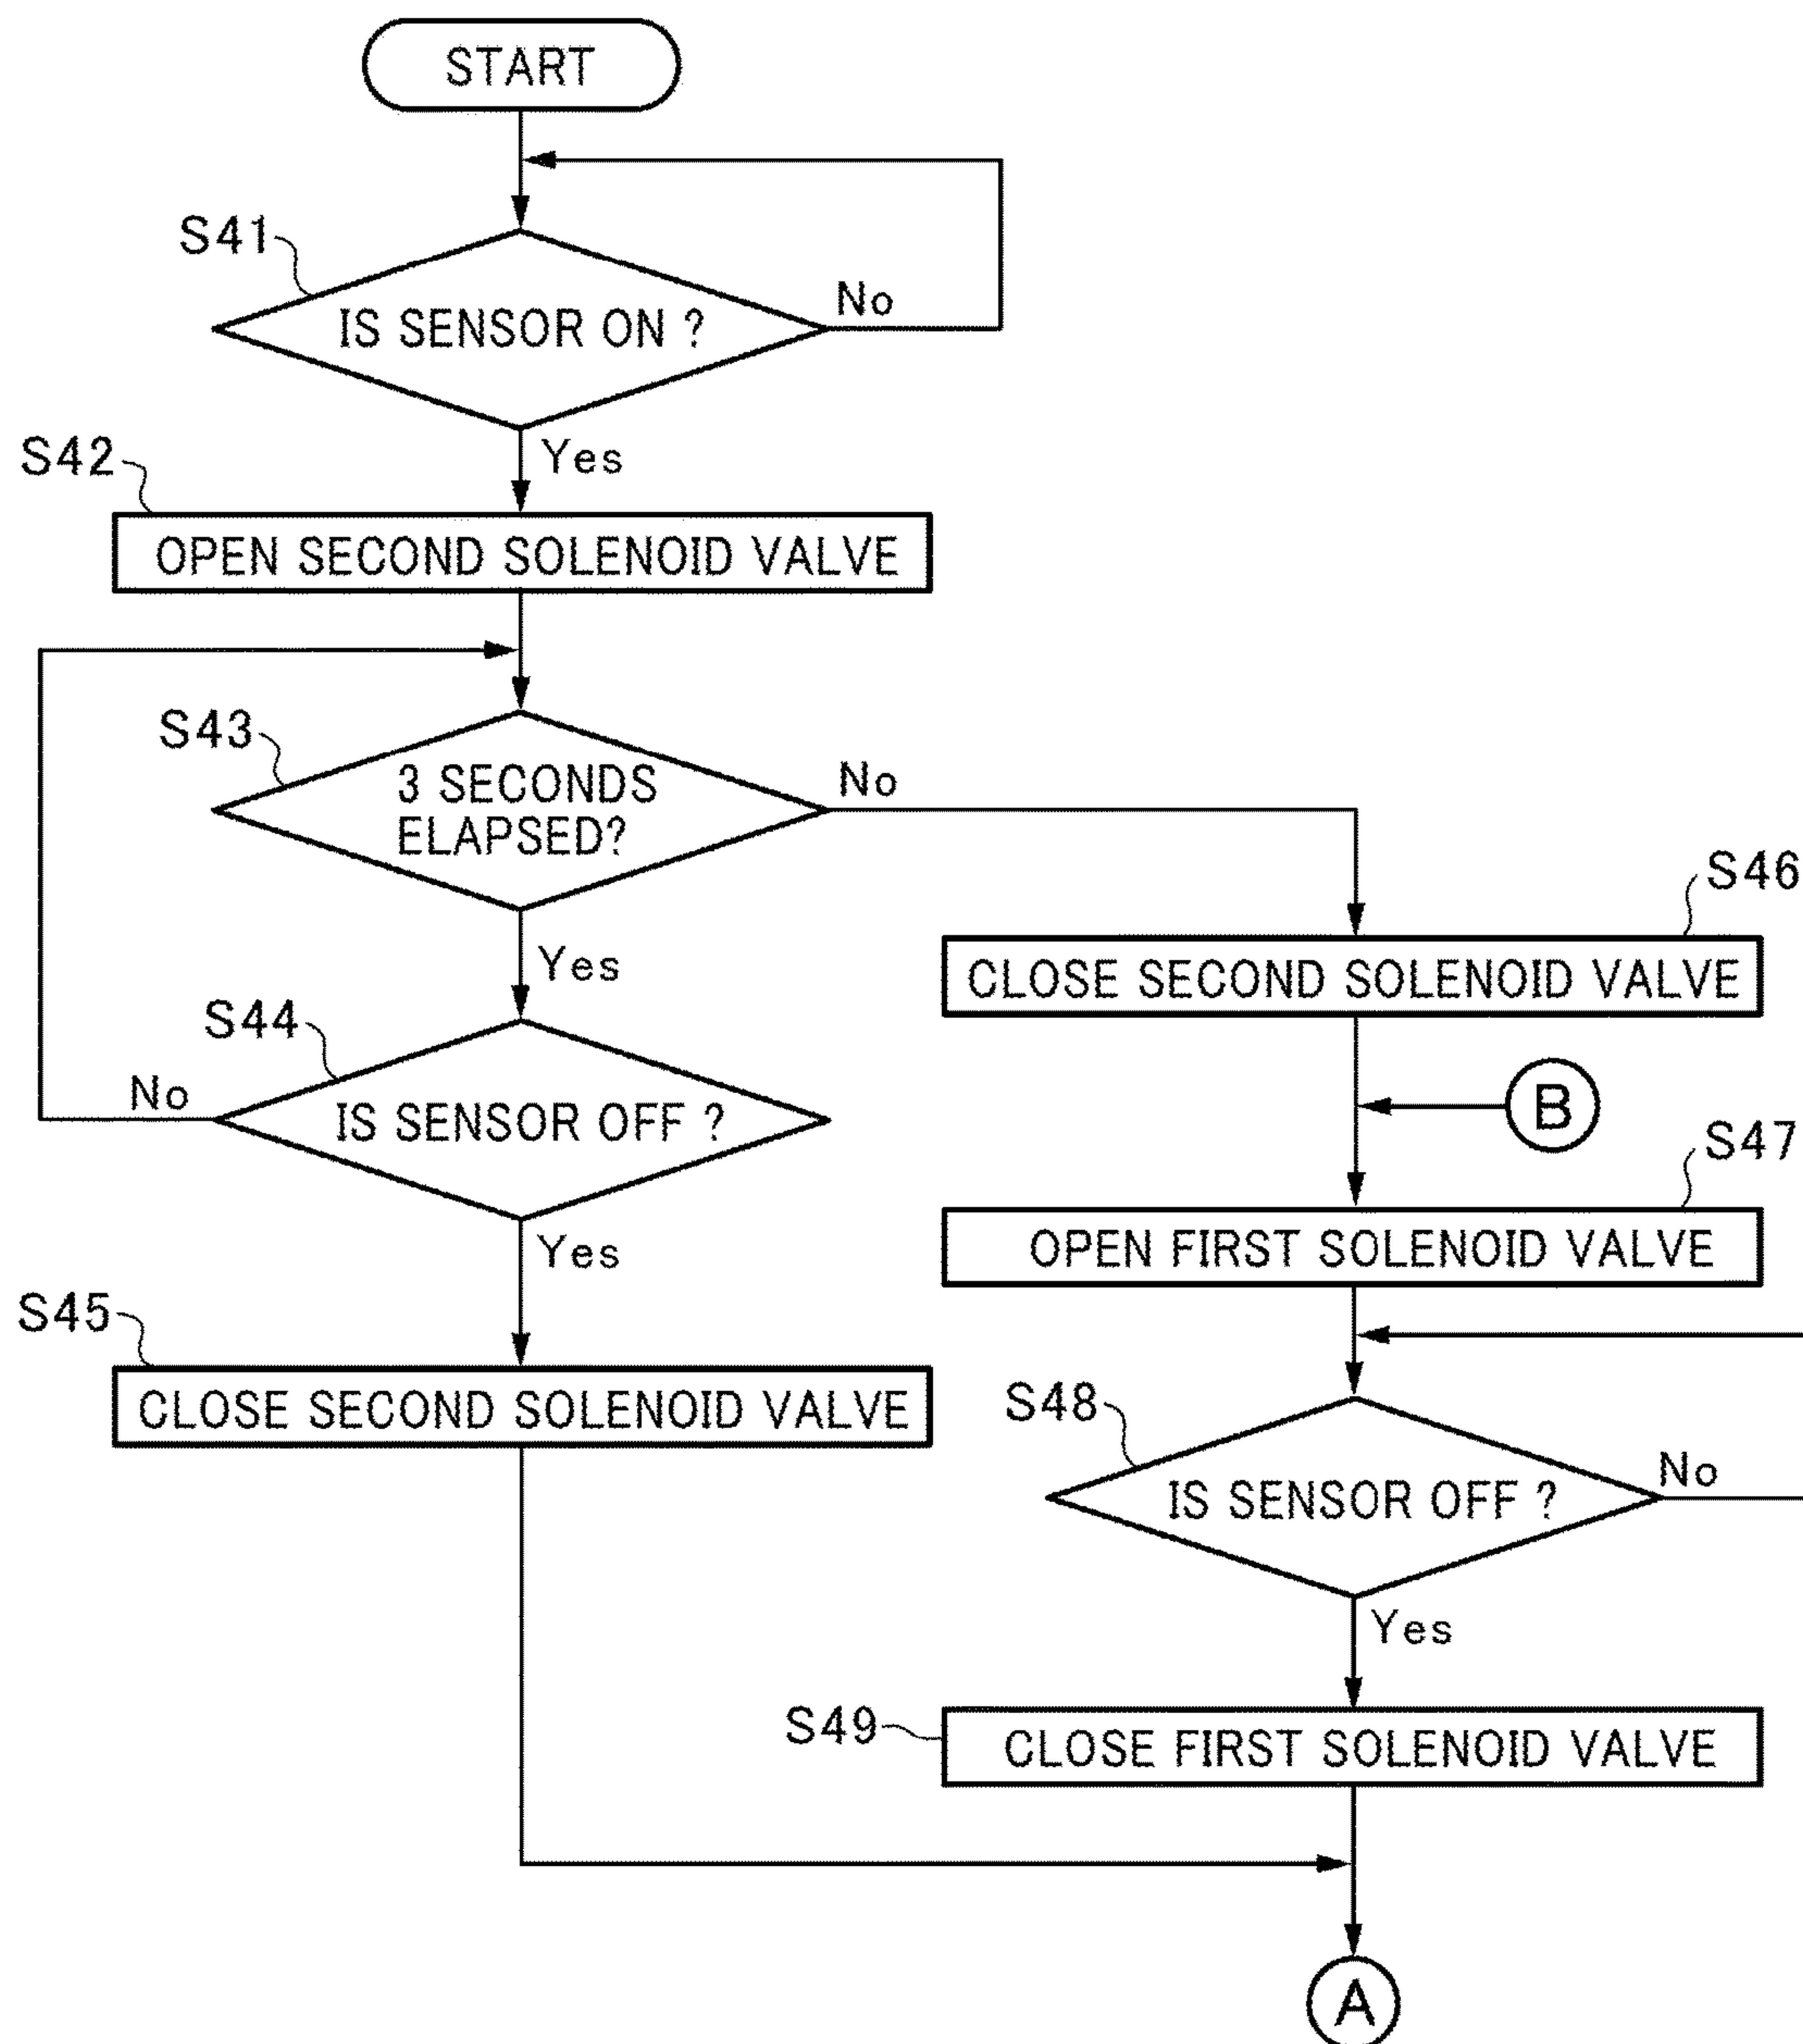 START
S41
IS SENSOR ON ?
No
Yes
S42
OPEN SECOND SOLENOID VALVE
S43
3 SECONDS
ELAPSED?
No
Yes
S44
IS SENSOR OFF ?
No
Yes
S45
CLOSE SECOND SOLENOID VALVE
S46
CLOSE SECOND SOLENOID VALVE
B
S47
OPEN FIRST SOLENOID VALVE
S48
IS SENSOR OFF ?
No
Yes
S49
CLOSE FIRST SOLENOID VALVE
A